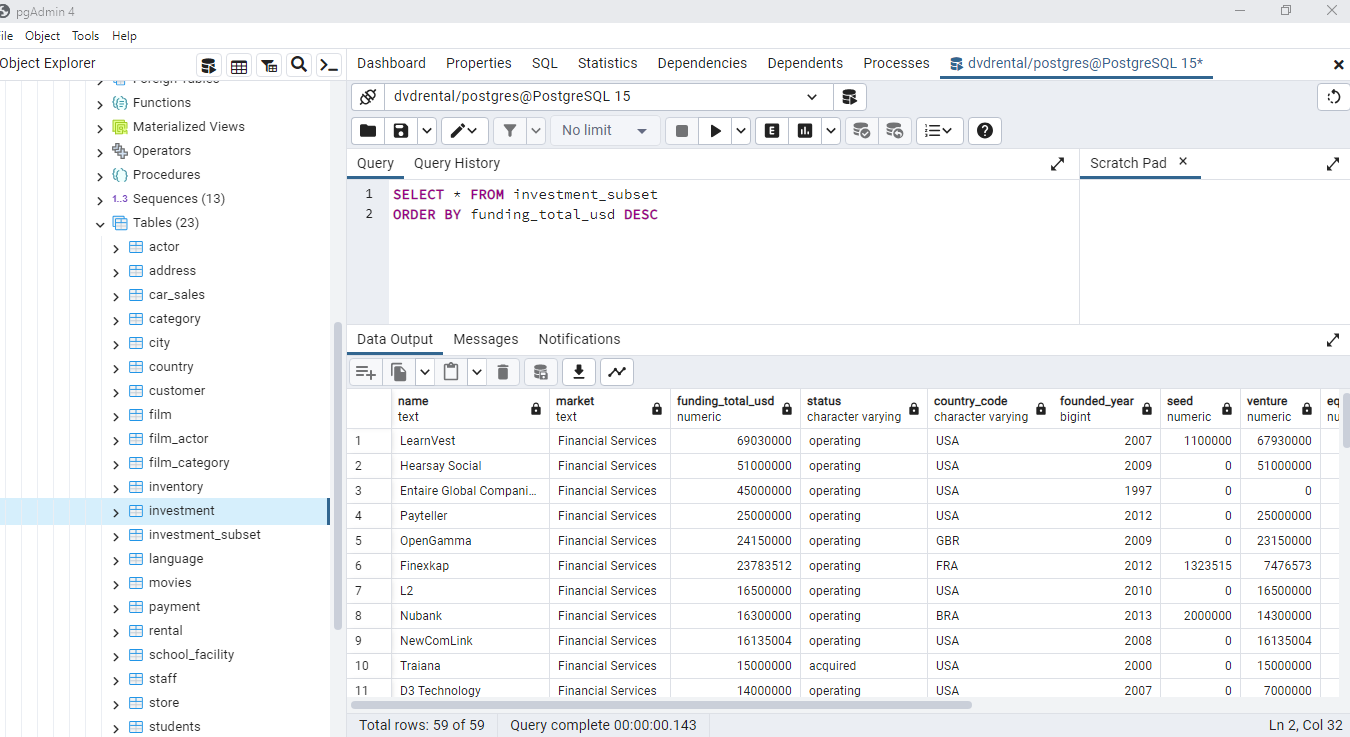 pgAdmin 4
ile Object Tools Help
Object Explorer
Dashboard Properties SQL Statistics Dependencies Dependents Processes dvdrental/postgres@PostgreSQL 15*
Foreign Tables
Functions
Materialized Views
Operators
Procedures
1..3 Sequences (13)
Tables (23)
actor
address
car_sales
category
city
country
customer
film
film_actor
film_category
inventory
investment
investment_subset
language
movies
payment
rental
school_facility
staff
store
students
dvdrental/postgres@PostgreSQL 15
No limit
E
Query Query History
Scratch Pad
1 SELECT * FROM investment_subset
2 ORDER BY funding_total_usd DESC
Data Output Messages Notifications
name market funding_total_usd status country_code founded_year seed venture eq
text text numeric character varying character varying bigint numeric numeric nu
1 LearnVest Financial Services 69030000 operating USA 2007 1100000 67930000
2 Hearsay Social Financial Services 51000000 operating USA 2009 0 51000000
3 Entaire Global Compani... Financial Services 45000000 operating USA 1997 0 0
4 Payteller Financial Services 25000000 operating USA 2012 0 25000000
5 OpenGamma Financial Services 24150000 operating GBR 2009 0 23150000
6 Finexkap Financial Services 23783512 operating FRA 2012 1323515 7476573
7 L2 Financial Services 16500000 operating USA 2010 0 16500000
8 Nubank Financial Services 16300000 operating BRA 2013 2000000 14300000
9 NewComLink Financial Services 16135004 operating USA 2008 0 16135004
10 Traiana Financial Services 15000000 acquired USA 2000 0 15000000
11 D3 Technology Financial Services 14000000 operating USA 2007 0 7000000
Total rows: 59 of 59 Query complete 00:00:00.143 Ln 2, Col 32